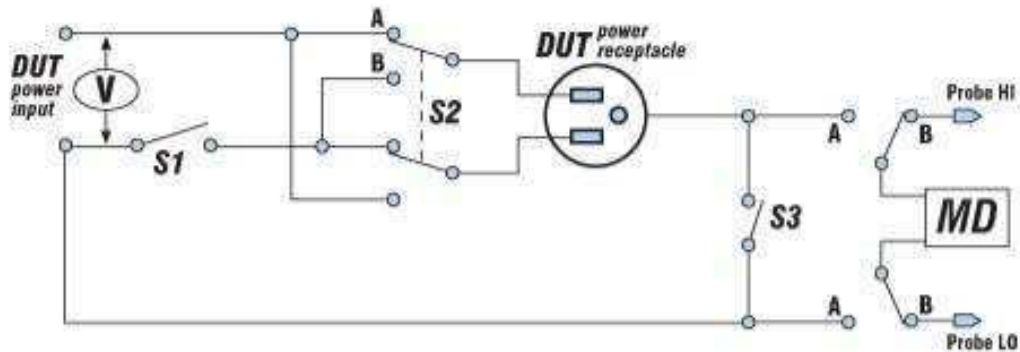 DUT
power
input
V
S1
A
B
S2
DUT power
receptacle
S3
A
A
B
B
MD
Probe HI
Probe LO